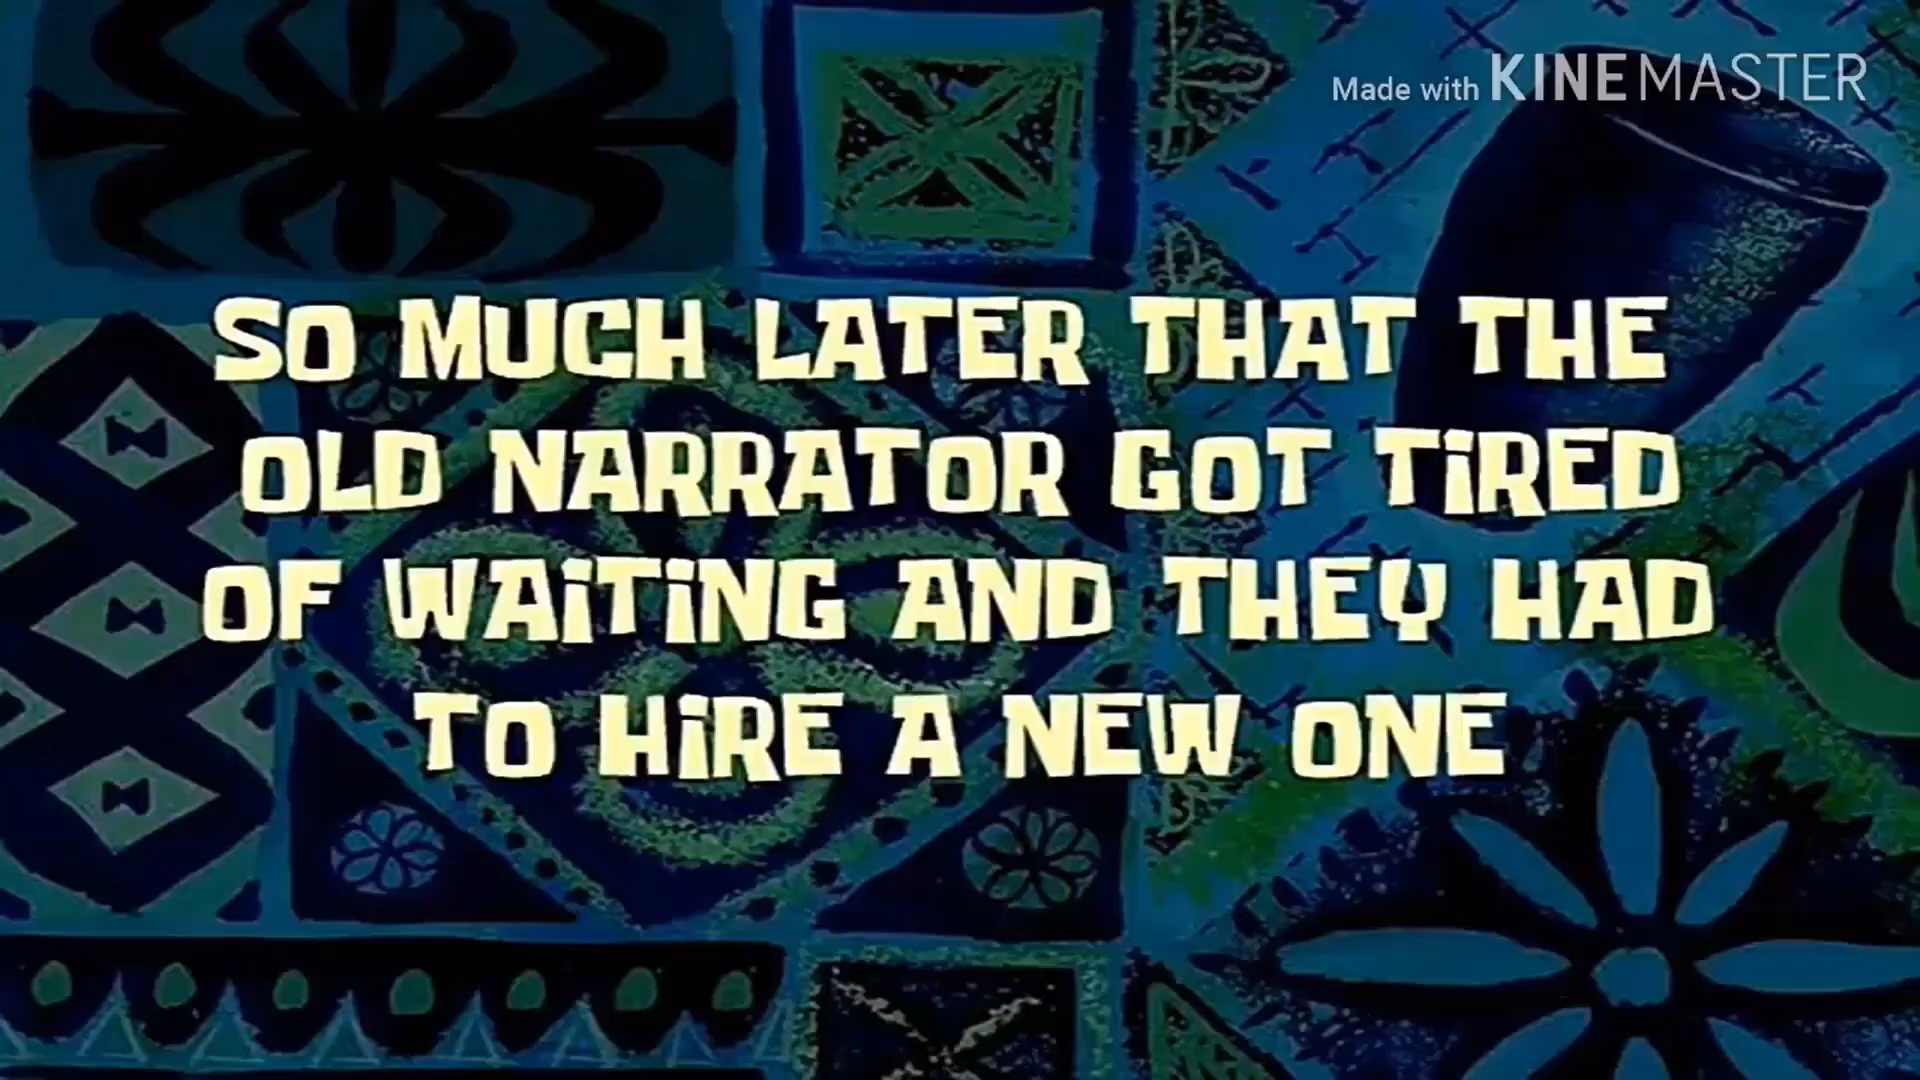 Made with KINEMASTER
SO MUCH LATER THAT THE
OLD NARRATOR GOT TIRED
OF WAITING AND THEY HAD
TO HIRE A NEW ONE